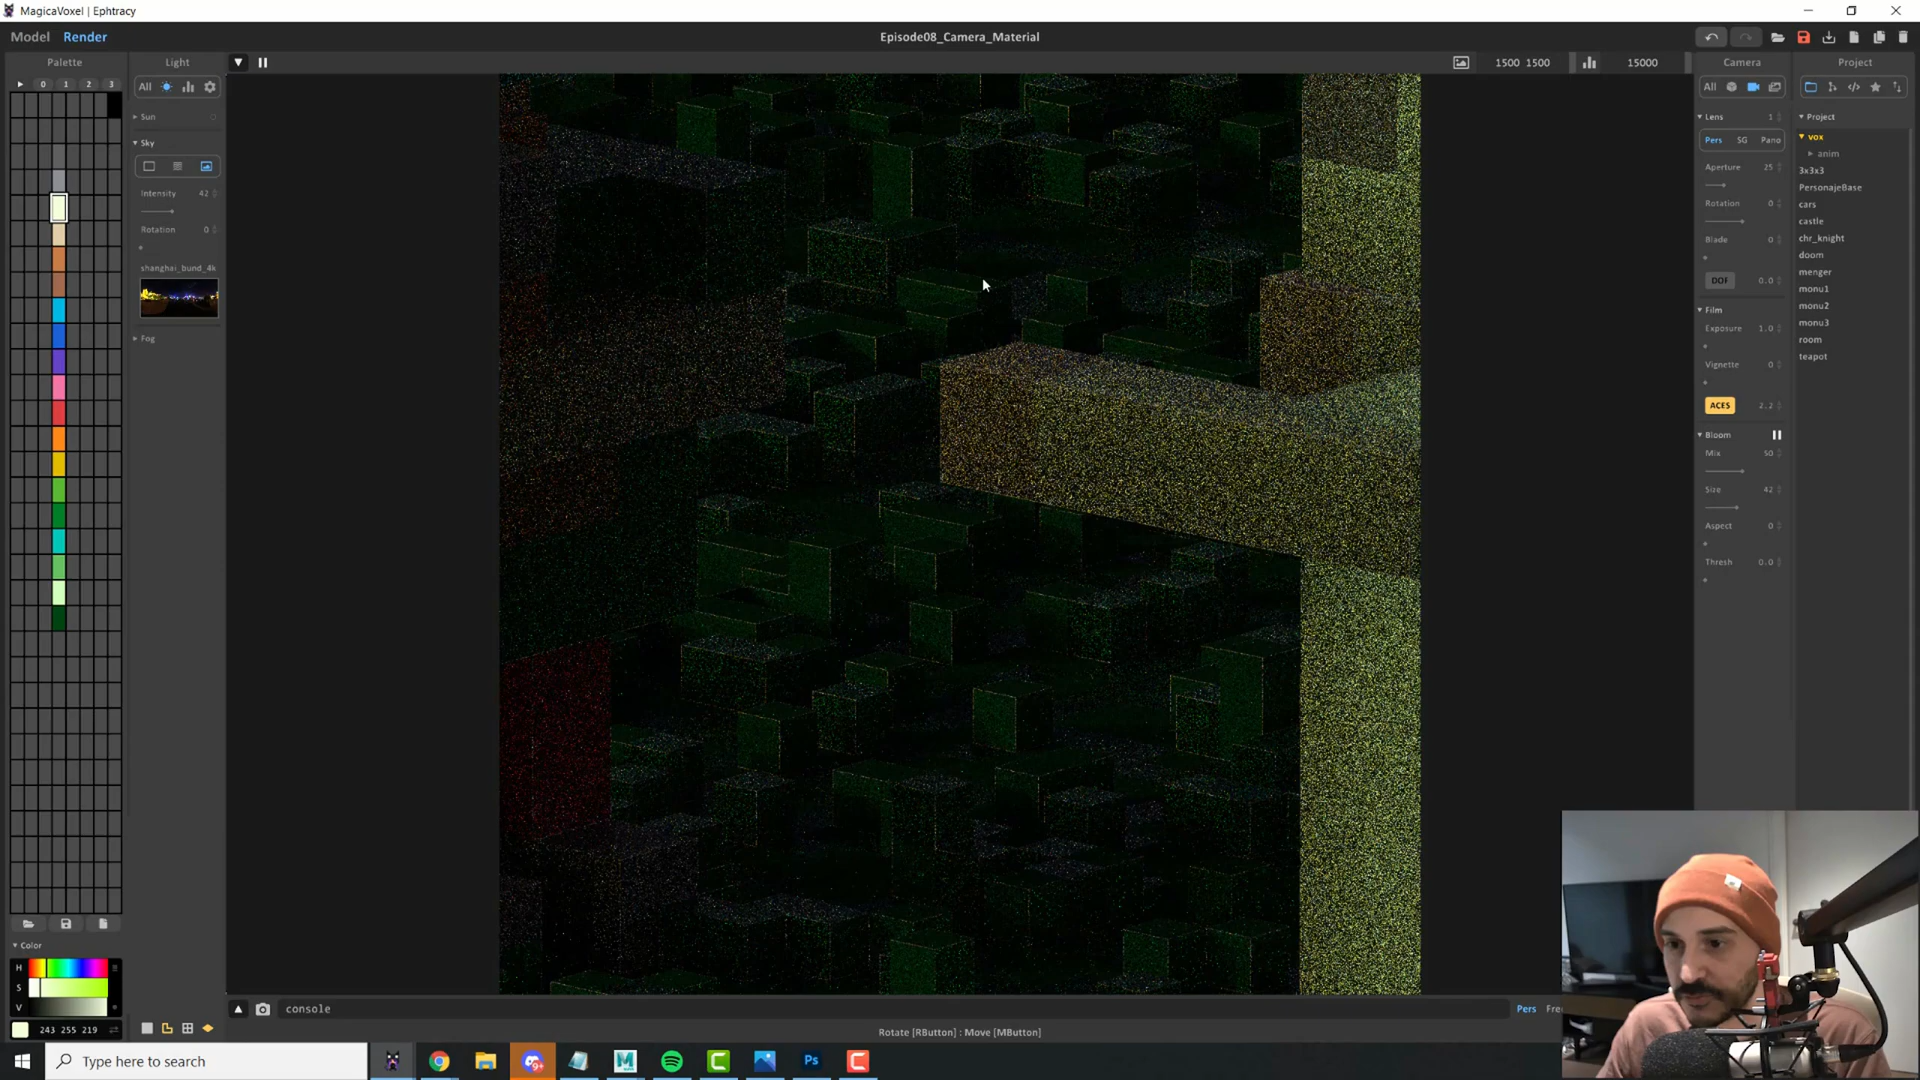 MagicaVoxel | Ephtracy
Model Render
Episode08_Camera_Material
Palette
0 1 2 3
Light
All
Sun
Sky
Intensity 42
Rotation 0
shanghai_bund_4k
Fog
1500 1500
15000
Camera
All
Lens 1
Pers SG Pano
Aperture 25
Rotation 0
Blade 0
DOF 0.0
Film
Exposure 1.0
Vignette 0
ACES 2.2
Bloom
Mix 50
Size 42
Aspect 0
Thresh 0.0
Project
Project
vox
anim
3x3x3
PersonajeBase
cars
castle
chr_knight
doom
menger
monu1
monu2
monu3
room
teapot
Color
H
S
V
243 255 219
console
Pers Fre
Rotate [RButton] : Move [MButton]
Type here to search
9+
Ps